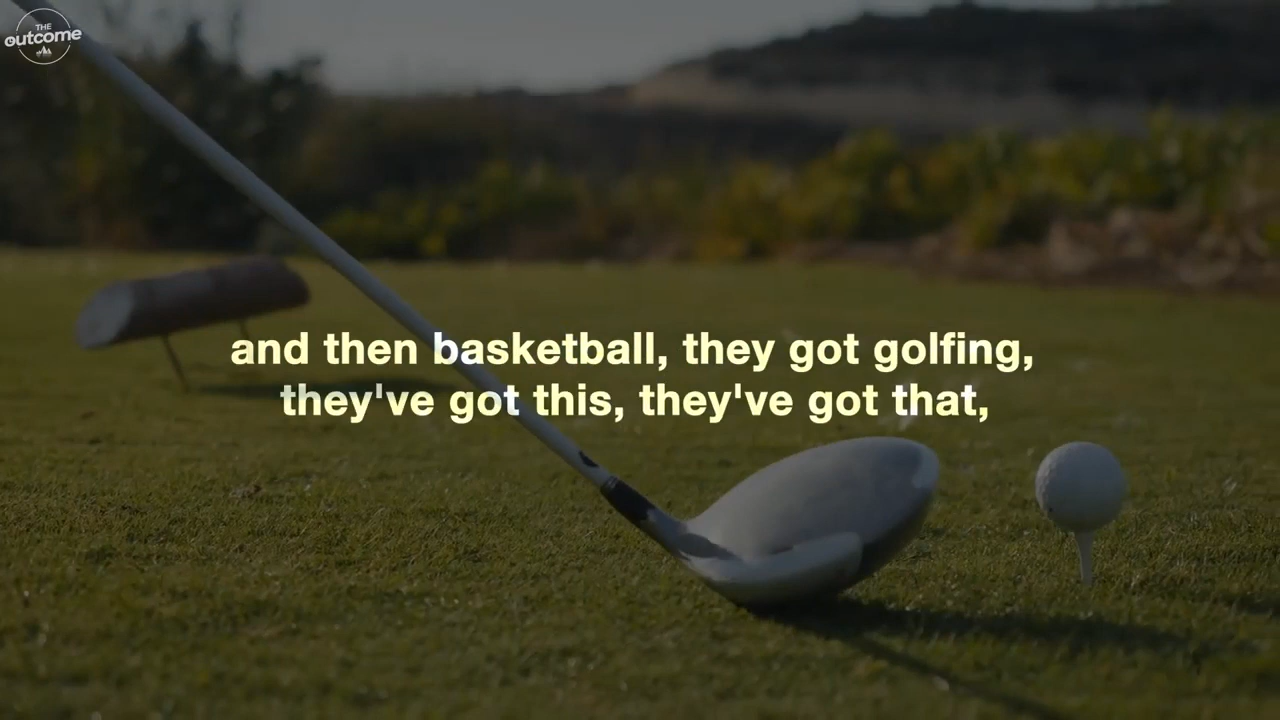 THE
outcome
and then basketball, they got golfing,
they've got this, they've got that,